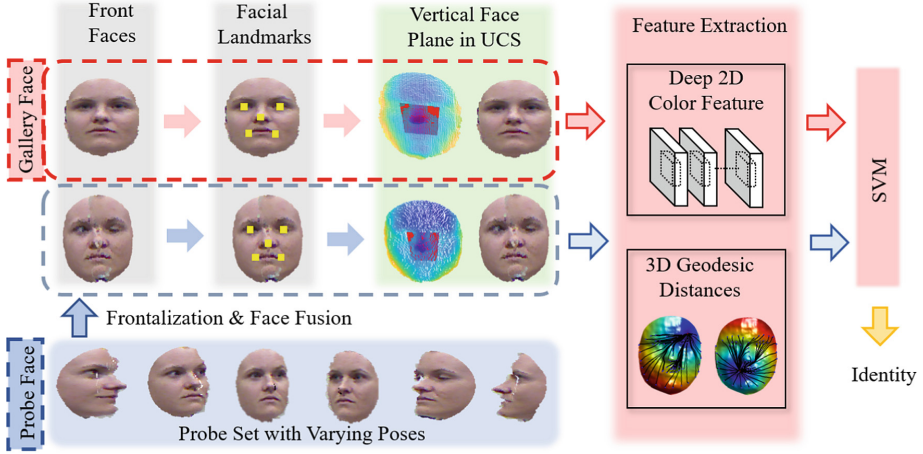 Front
Faces
Facial
Landmarks
Vertical Face
Plane in UCS
Feature Extraction
Gallery Face
Deep 2D
Color Feature
SVM
3D Geodesic
Distances
Frontalization & Face Fusion
Identity
Probe Face
Probe Set with Varying Poses